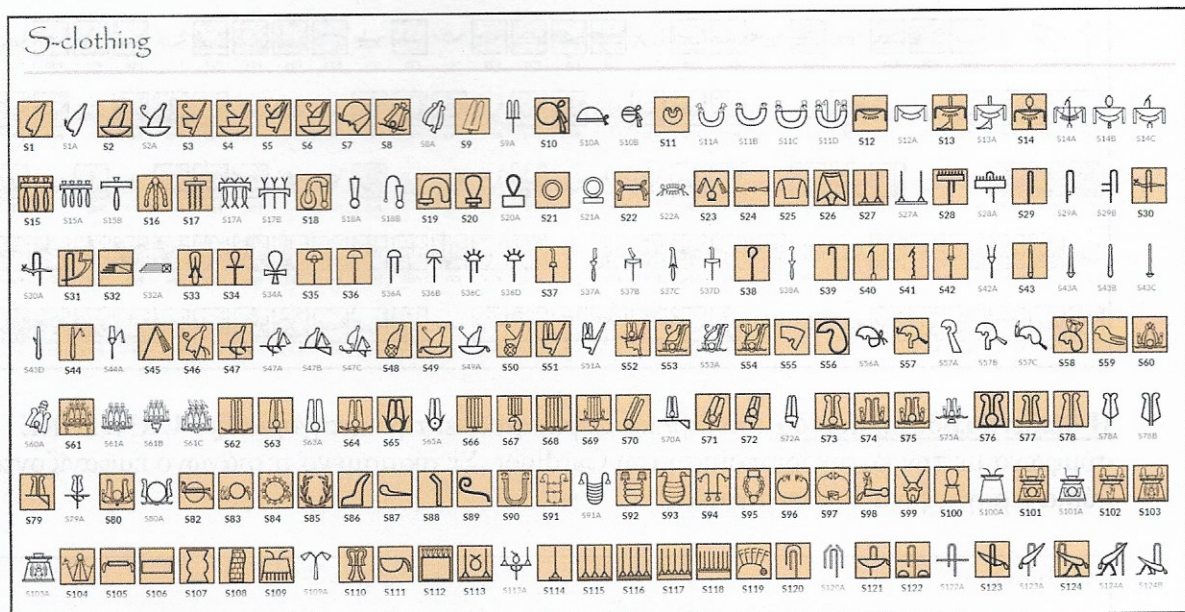 S-clothing
S1 S1A S2 S2A S3 S4 S5 S6 S7 S8 S8A S9 S9A S10 S10A S10B S11 S11A S11B S11C S11D S12 S12A S13 S13A S14 S14A S14B S14C
S15 S15A S15B S16 S17 S17A S17B S18 S18A S18B S19 S20 S20A S21 S21A S22 S22A S23 S24 S25 S26 S27 S27A S28 S28A S29 S29A S29B S30
S30A S31 S32 S32A S33 S34 S34A S35 S36 S36A S36B S36C S36D S37 S37A S37B S37C S37D S38 S38A S39 S40 S41 S42 S42A S43 S43A S43B S43C
S43D S44 S44A S45 S46 S47 S47A S47B S47C S48 S49 S49A S50 S51 S51A S52 S53 S53A S54 S55 S56 S56A S57 S57A S57B S57C S58 S59 S60
S60A S61 S61A S61B S61C S62 S63 S63A S64 S65 S65A S66 S67 S68 S69 S70 S70A S71 S72 S72A S73 S74 S75 S75A S76 S77 S78 S78A S78B
S79 S79A S80 S80A S82 S83 S84 S85 S86 S87 S88 S89 S90 S91 S91A S92 S93 S94 S95 S96 S97 S98 S99 S100 S100A S101 S101A S102 S103
S103A S104 S105 S106 S107 S108 S109 S109A S110 S111 S112 S113 S113A S114 S115 S116 S117 S118 S119 S120 S120A S121 S122 S122A S123 S123A S124 S124A S124B